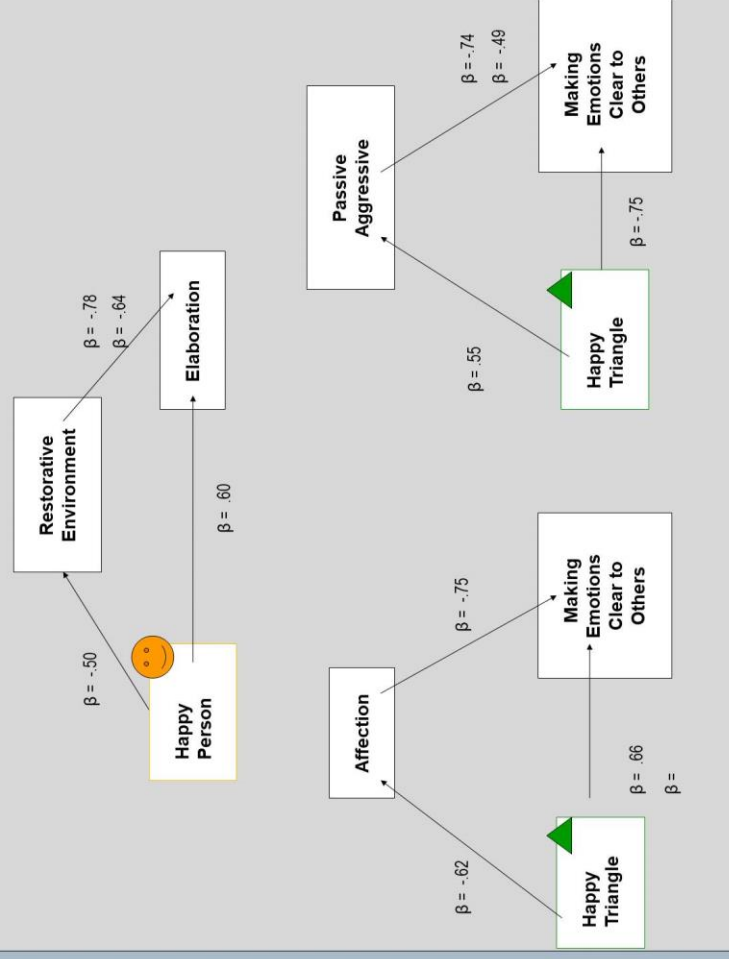 Restorative
Environment
β = -.50
β = -.78
β = -.64
Happy
Person
Elaboration
β = .60
Affection
β = -.62
β = -.75
Happy
Triangle
Making
Emotions
Clear to
Others
β = .66
β =
Passive
Aggressive
β = .55
β = -.74
β = -.49
Happy
Triangle
Making
Emotions
Clear to
Others
β = -.75